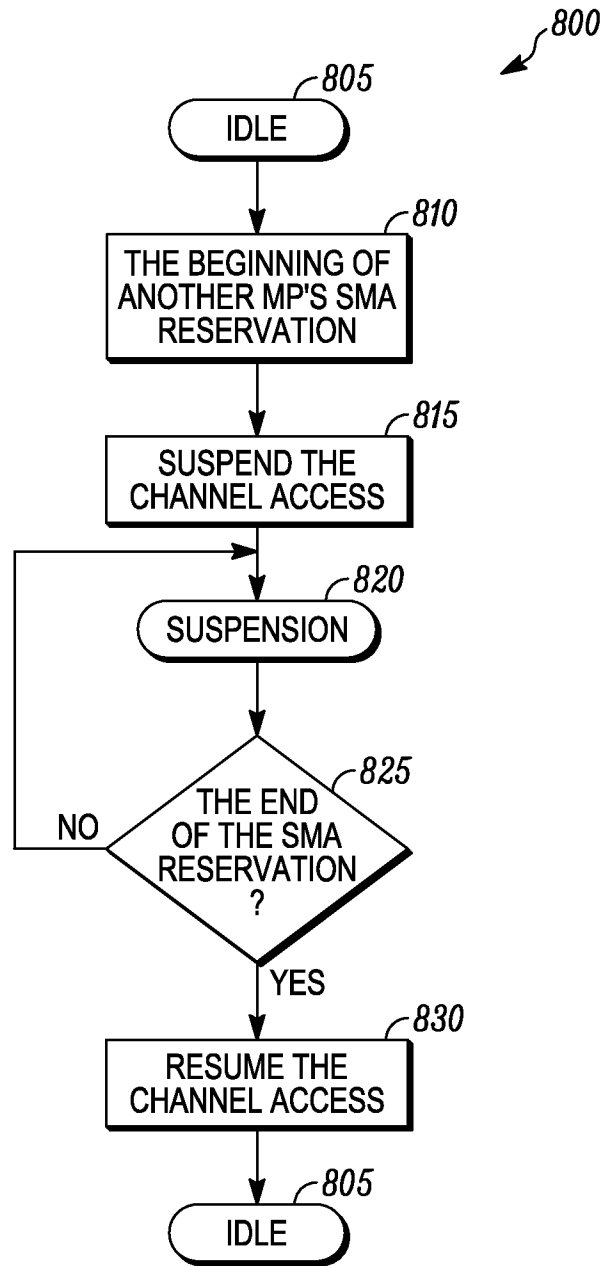 800
805
IDLE
810
THE BEGINNING OF
ANOTHER MP'S SMA
RESERVATION
815
SUSPEND THE
CHANNEL ACCESS
820
SUSPENSION
825
THE END
OF THE SMA
RESERVATION
?
NO
YES
830
RESUME THE
CHANNEL ACCESS
805
IDLE